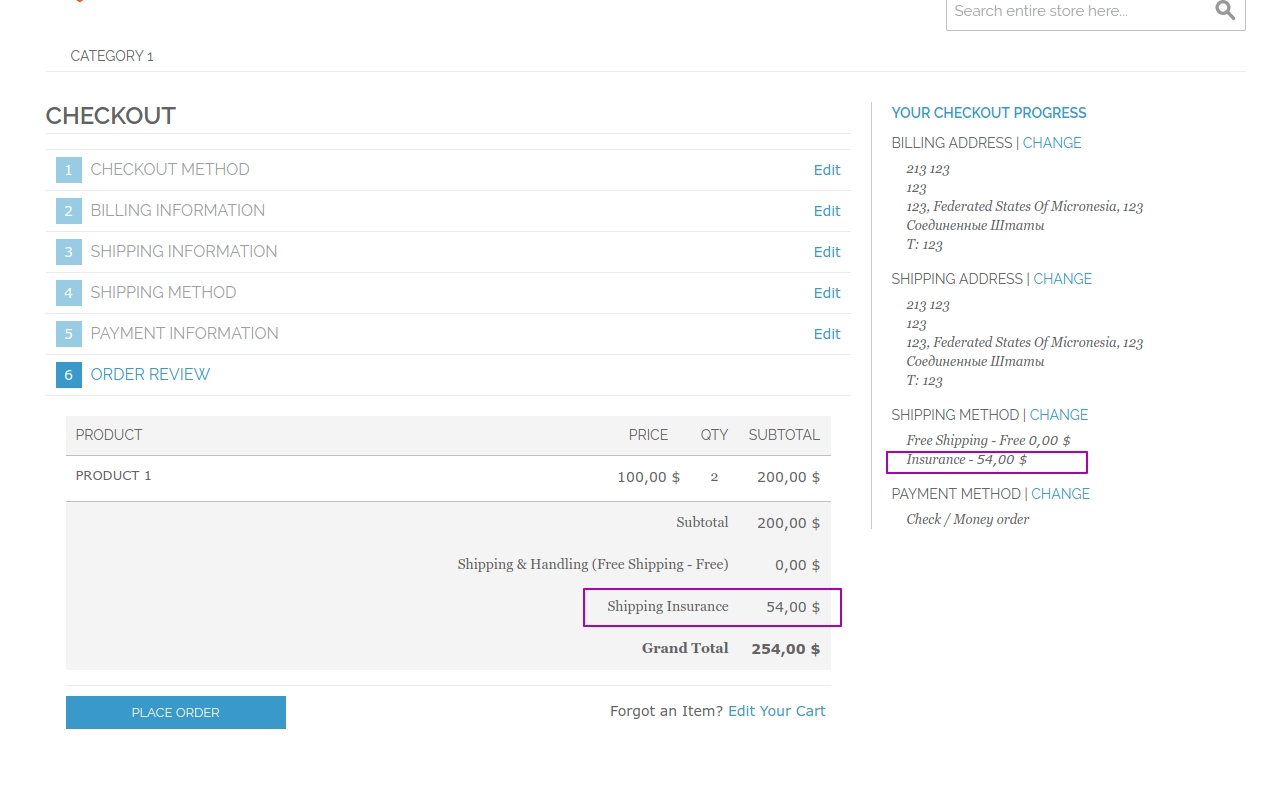 Search entire store here...
CATEGORY 1
CHECKOUT
1 CHECKOUT METHOD Edit
2 BILLING INFORMATION Edit
3 SHIPPING INFORMATION Edit
4 SHIPPING METHOD Edit
5 PAYMENT INFORMATION Edit
6 ORDER REVIEW
PRODUCT PRICE QTY SUBTOTAL
PRODUCT 1 100,00 $ 2 200,00 $
Subtotal 200,00 $
Shipping & Handling (Free Shipping - Free) 0,00 $
Shipping Insurance 54,00 $
Grand Total 254,00 $
PLACE ORDER
Forgot an Item? Edit Your Cart
YOUR CHECKOUT PROGRESS
BILLING ADDRESS | CHANGE
213 123
123
123, Federated States Of Micronesia, 123
Соединенные Штаты
T: 123
SHIPPING ADDRESS | CHANGE
213 123
123
123, Federated States Of Micronesia, 123
Соединенные Штаты
T: 123
SHIPPING METHOD | CHANGE
Free Shipping - Free 0,00 $
Insurance - 54,00 $
PAYMENT METHOD | CHANGE
Check / Money order